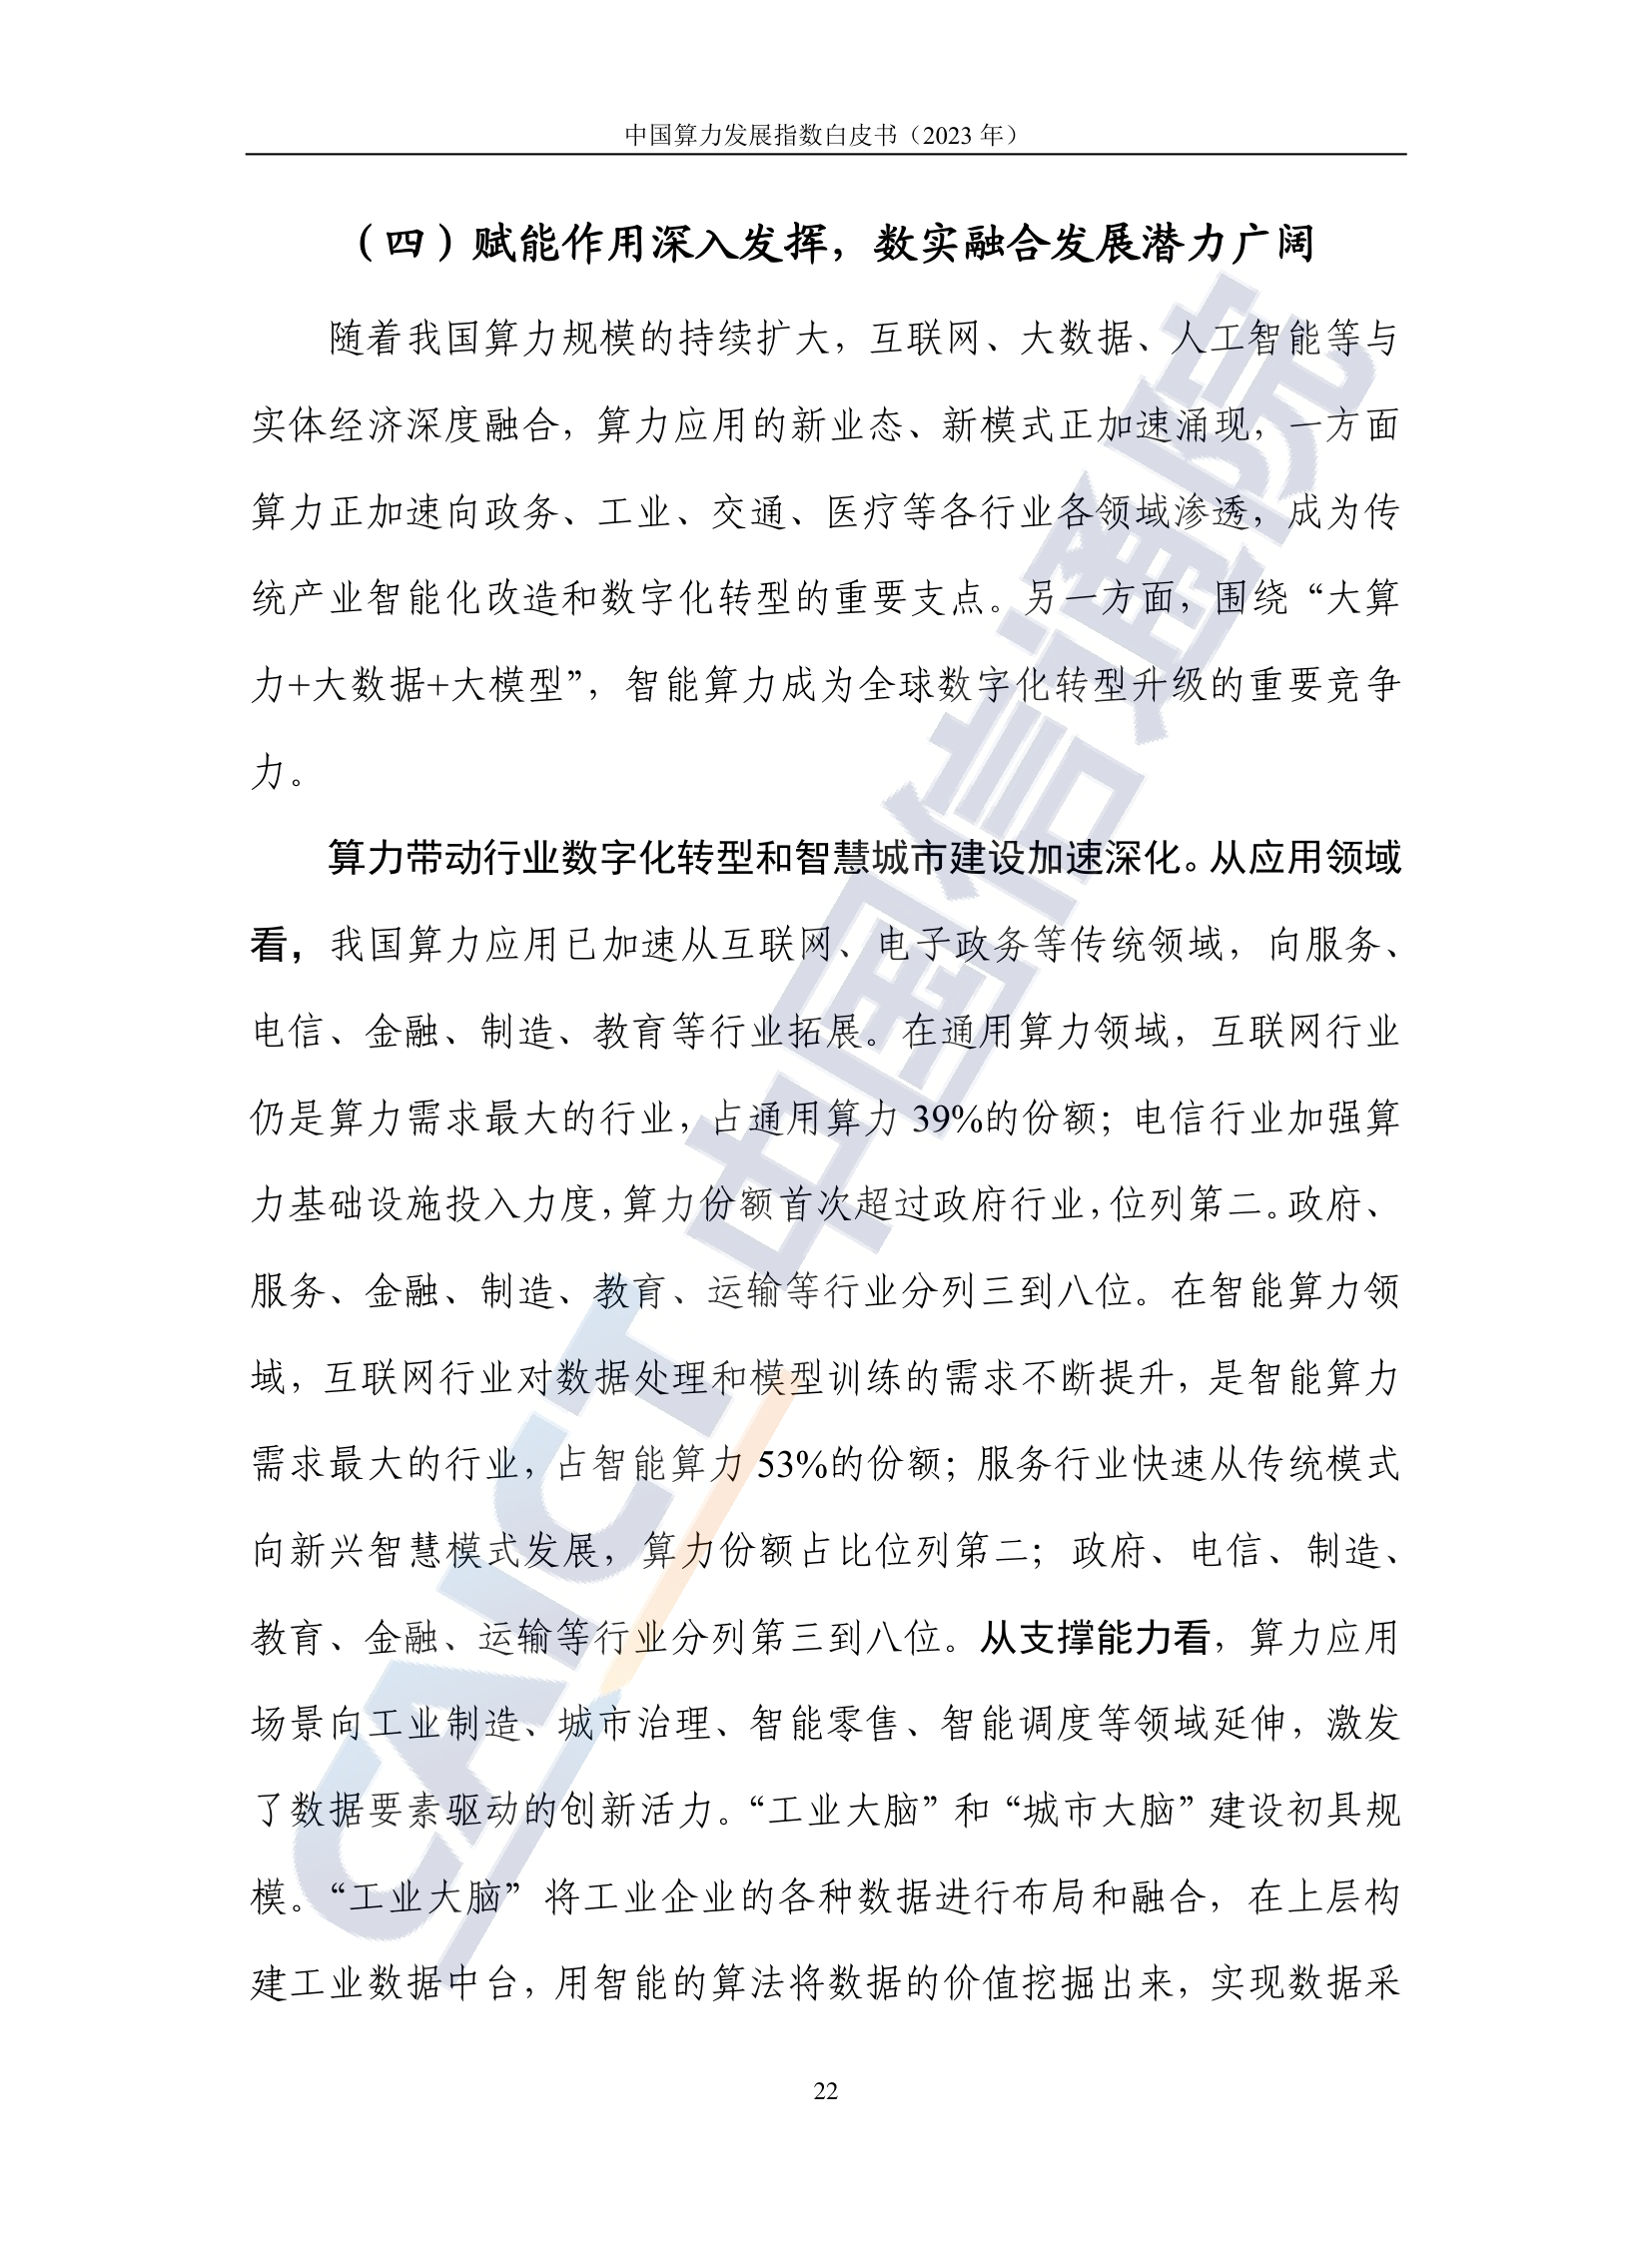 中国算力发展指数白皮书（2023 年）
（四）赋能作用深入发挥，数实融合发展潜力广阔
随着我国算力规模的持续扩大，互联网、大数据、人工智能等与
实体经济深度融合，算力应用的新业态、新模式正加速涌现，一方面
算力正加速向政务、工业、交通、医疗等各行业各领域渗透，成为传
统产业智能化改造和数字化转型的重要支点。另一方面，围绕“大算
力+大数据+大模型”，智能算力成为全球数字化转型升级的重要竞争
力。
算力带动行业数字化转型和智慧城市建设加速深化。从应用领域
看，我国算力应用已加速从互联网、电子政务等传统领域，向服务、
电信、金融、制造、教育等行业拓展。在通用算力领域，互联网行业
仍是算力需求最大的行业，占通用算力 39%的份额；电信行业加强算
力基础设施投入力度，算力份额首次超过政府行业，位列第二。政府、
服务、金融、制造、教育、运输等行业分列三到八位。在智能算力领
域，互联网行业对数据处理和模型训练的需求不断提升，是智能算力
需求最大的行业，占智能算力 53%的份额；服务行业快速从传统模式
向新兴智慧模式发展，算力份额占比位列第二；政府、电信、制造、
教育、金融、运输等行业分列第三到八位。从支撑能力看，算力应用
场景向工业制造、城市治理、智能零售、智能调度等领域延伸，激发
了数据要素驱动的创新活力。“工业大脑”和“城市大脑”建设初具规
模。“工业大脑”将工业企业的各种数据进行布局和融合，在上层构
建工业数据中台，用智能的算法将数据的价值挖掘出来，实现数据采
22
CAICT 中国信通院